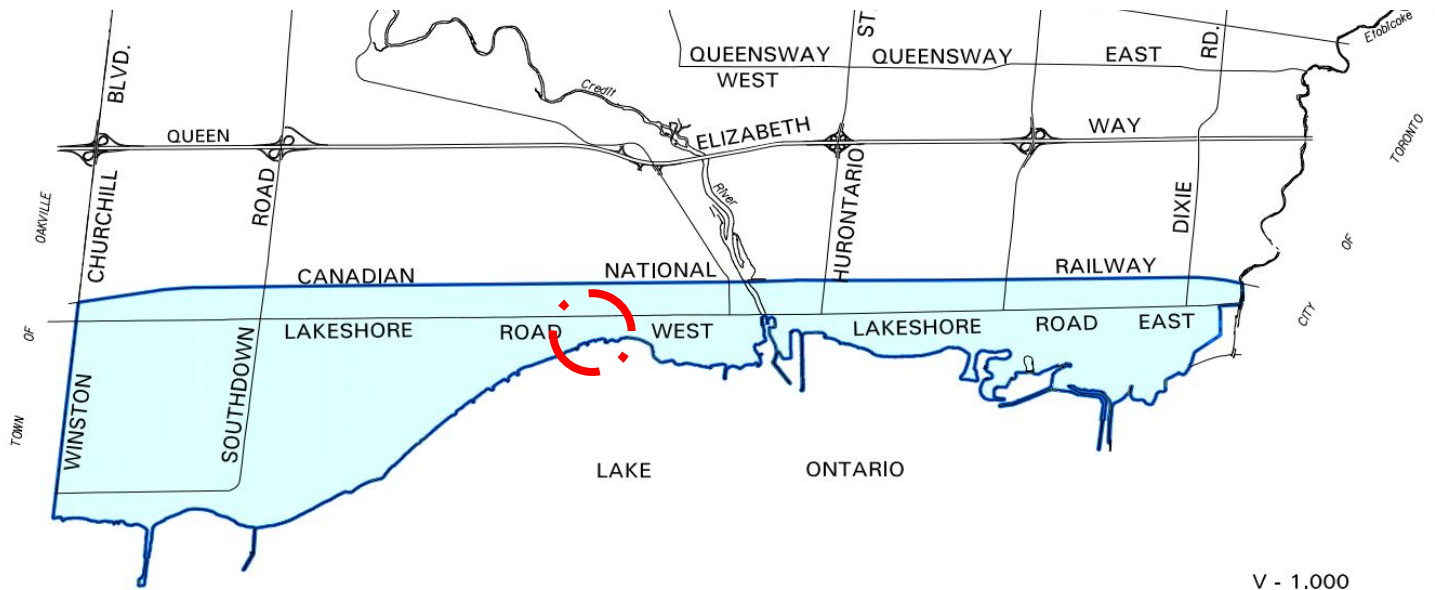 Etobicoke
ST
RD.
QUEENSWAY QUEENSWAY EAST
WEST
BLVD.
Credit
QUEEN ELIZABETH WAY
TORONTO
OF
CITY
River
OAKVILLE
OF
TOWN
CHURCHILL
WINSTON
ROAD
SOUTHDOWN
HURONTARIO
DIXIE
CANADIAN NATIONAL RAILWAY
LAKESHORE ROAD WEST LAKESHORE ROAD EAST
LAKE ONTARIO
V - 1.000